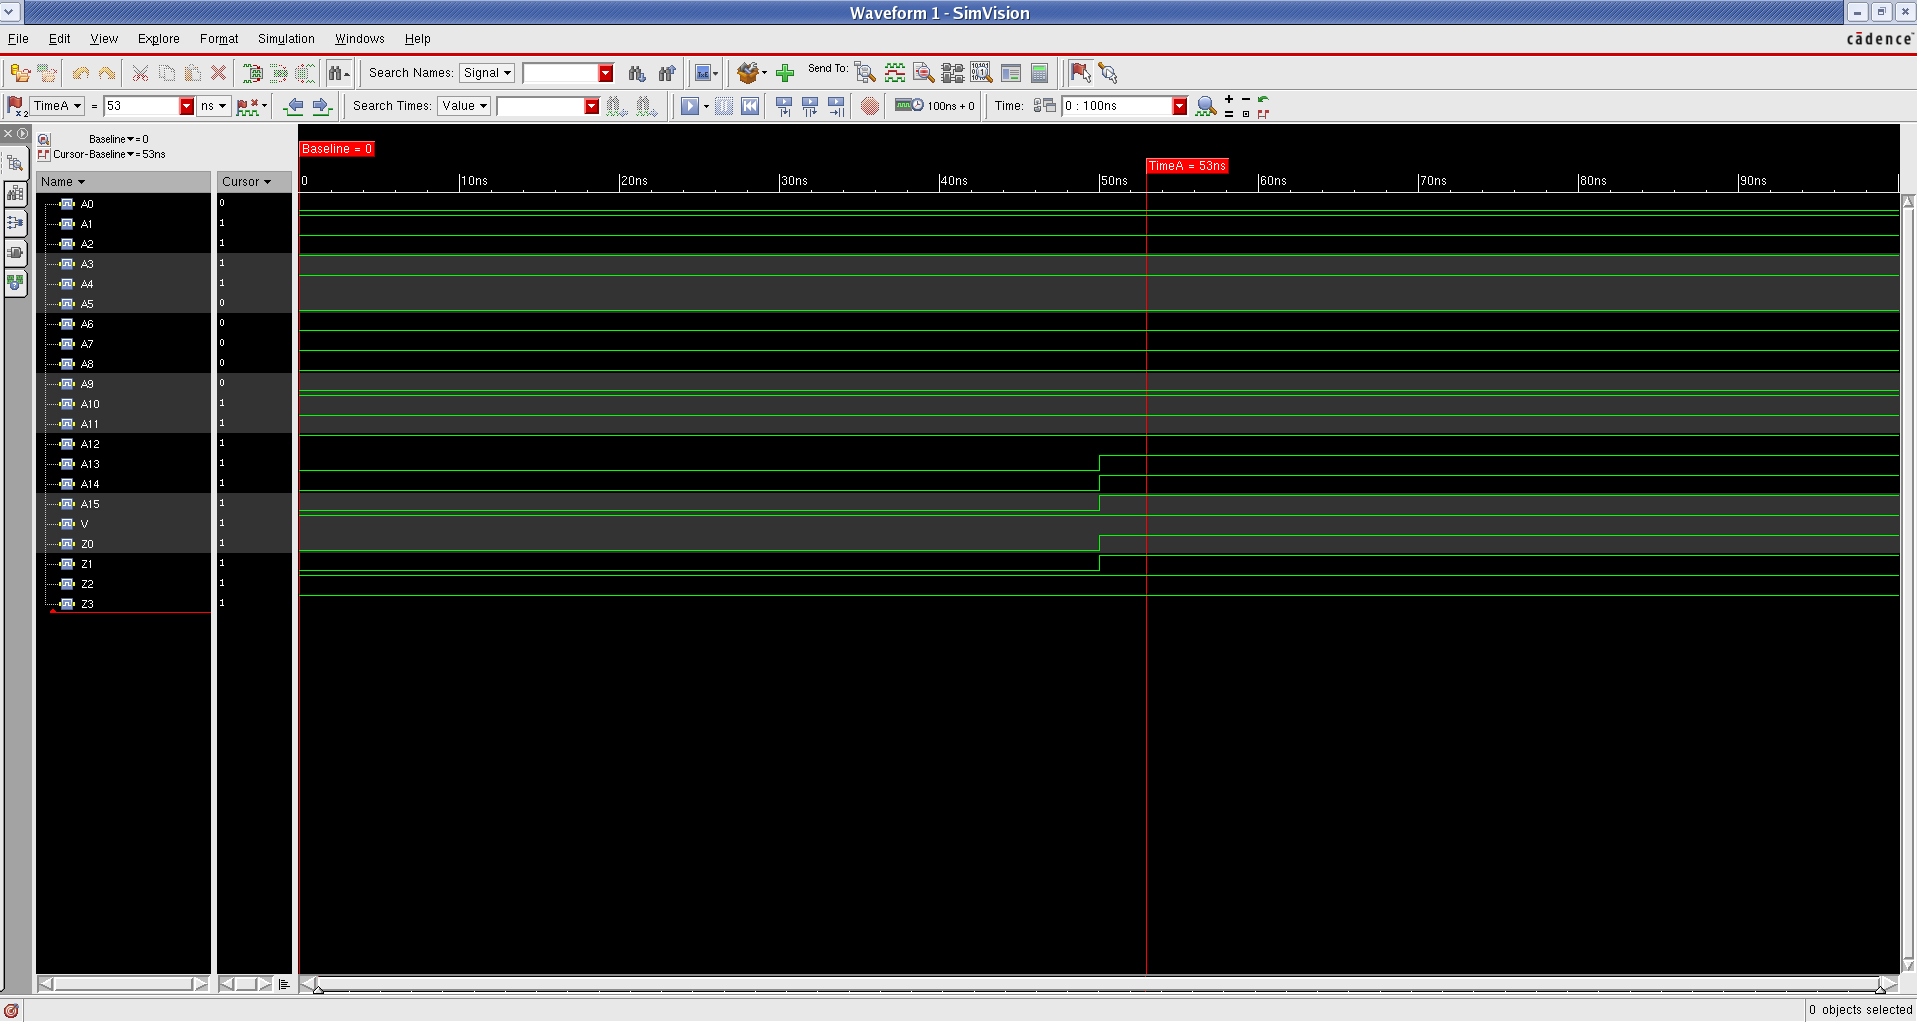 Waveform 1 - SimVision
File Edit View Explore Format Simulation Windows Help
cādence
Search Names: Signal Send To:
x2 TimeA = 53 ns Search Times: Value 100ns + 0 Time: 0 : 100ns
Baseline = 0
Cursor-Baseline = 53ns
Baseline = 0
TimeA = 53ns
Name Cursor 0 10ns 20ns 30ns 40ns 50ns 60ns 70ns 80ns 90ns
A0 0
A1 1
A2 1
A3 1
A4 1
A5 0
A6 0
A7 0
A8 0
A9 0
A10 1
A11 1
A12 1
A13 1
A14 1
A15 1
V 1
Z0 1
Z1 1
Z2 1
Z3 1
0 objects selected